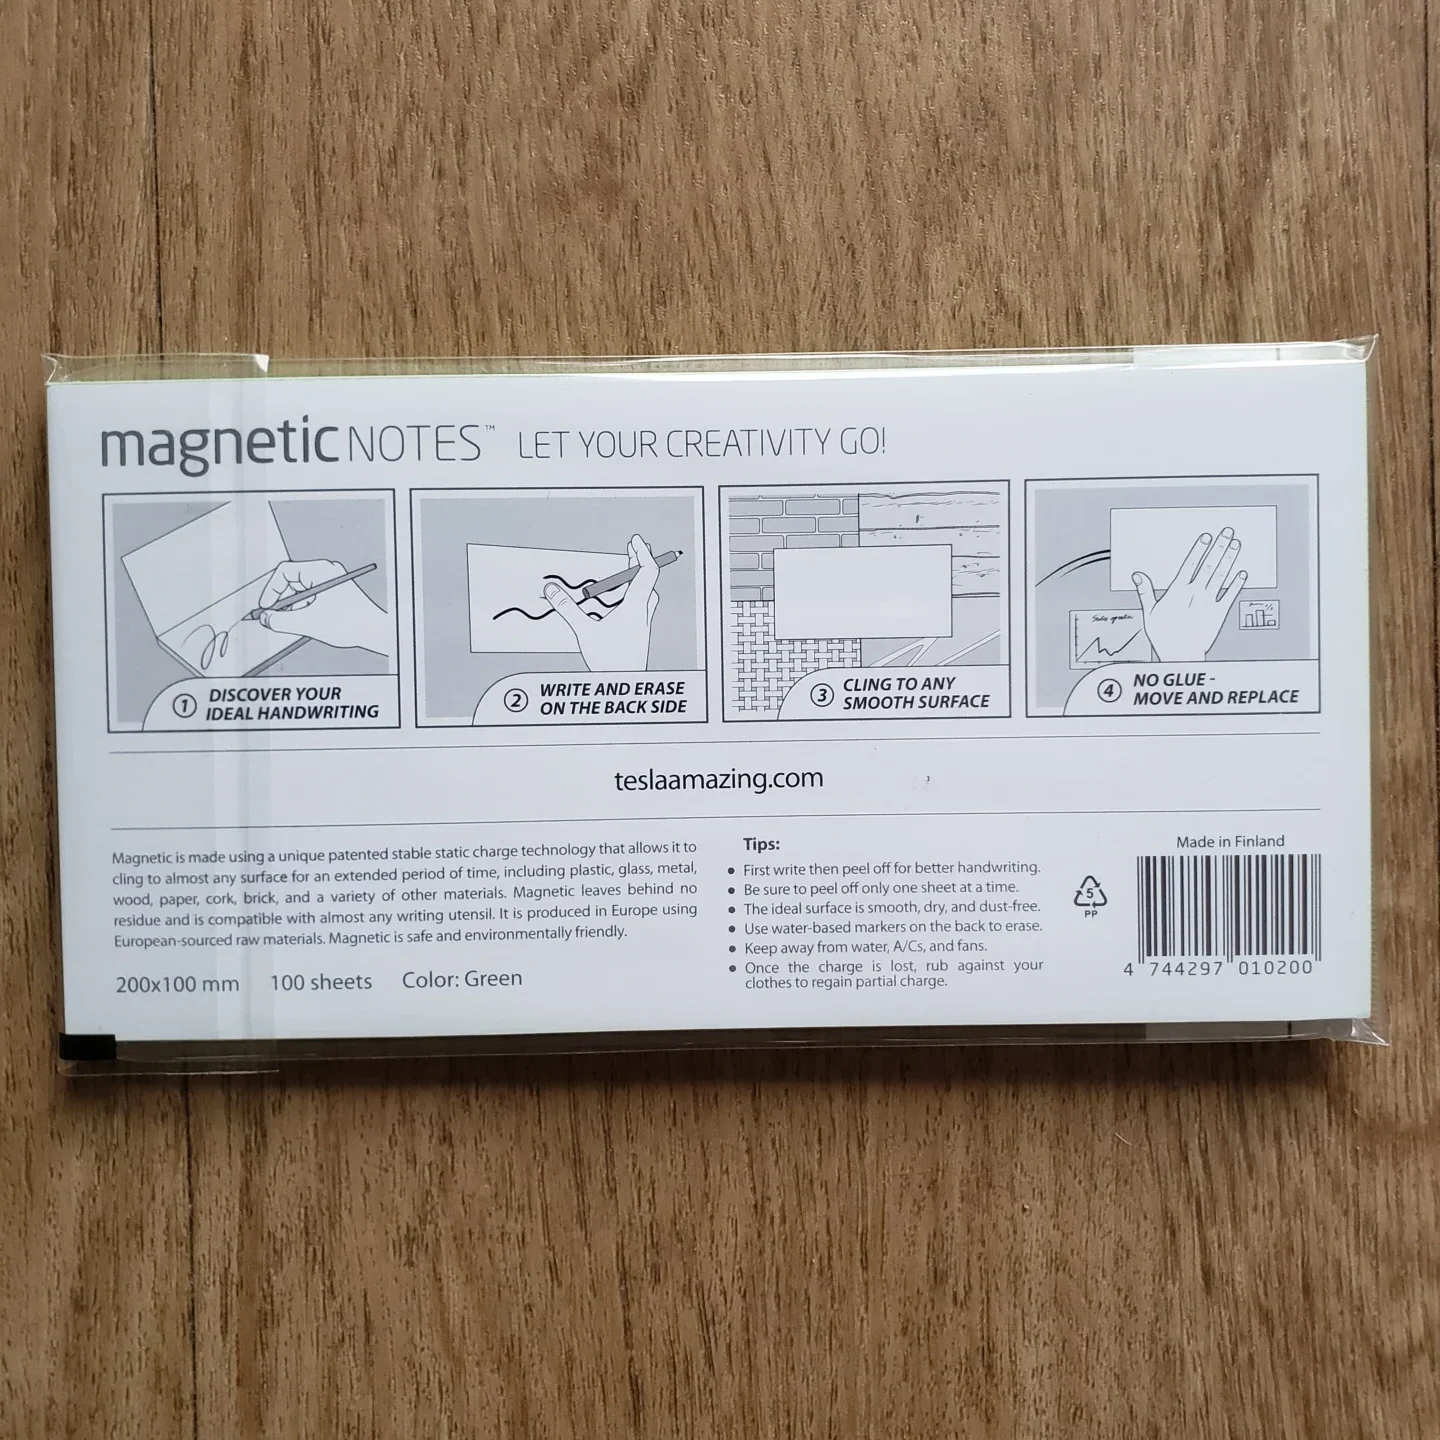 magneticNOTES™ LET YOUR CREATIVITY GO!
1 DISCOVER YOUR
IDEAL HANDWRITING
2 WRITE AND ERASE
ON THE BACK SIDE
3 CLING TO ANY
SMOOTH SURFACE
4 NO GLUE -
MOVE AND REPLACE
teslaamazing.com
Magnetic is made using a unique patented stable static charge technology that allows it to
cling to almost any surface for an extended period of time, including plastic, glass, metal,
wood, paper, cork, brick, and a variety of other materials. Magnetic leaves behind no
residue and is compatible with almost any writing utensil. It is produced in Europe using
European-sourced raw materials. Magnetic is safe and environmentally friendly.
200x100 mm 100 sheets Color: Green
Tips:
• First write then peel off for better handwriting.
• Be sure to peel off only one sheet at a time.
• The ideal surface is smooth, dry, and dust-free.
• Use water-based markers on the back to erase.
• Keep away from water, A/Cs, and fans.
• Once the charge is lost, rub against your
clothes to regain partial charge.
5
PP
Made in Finland
4 744297 010200